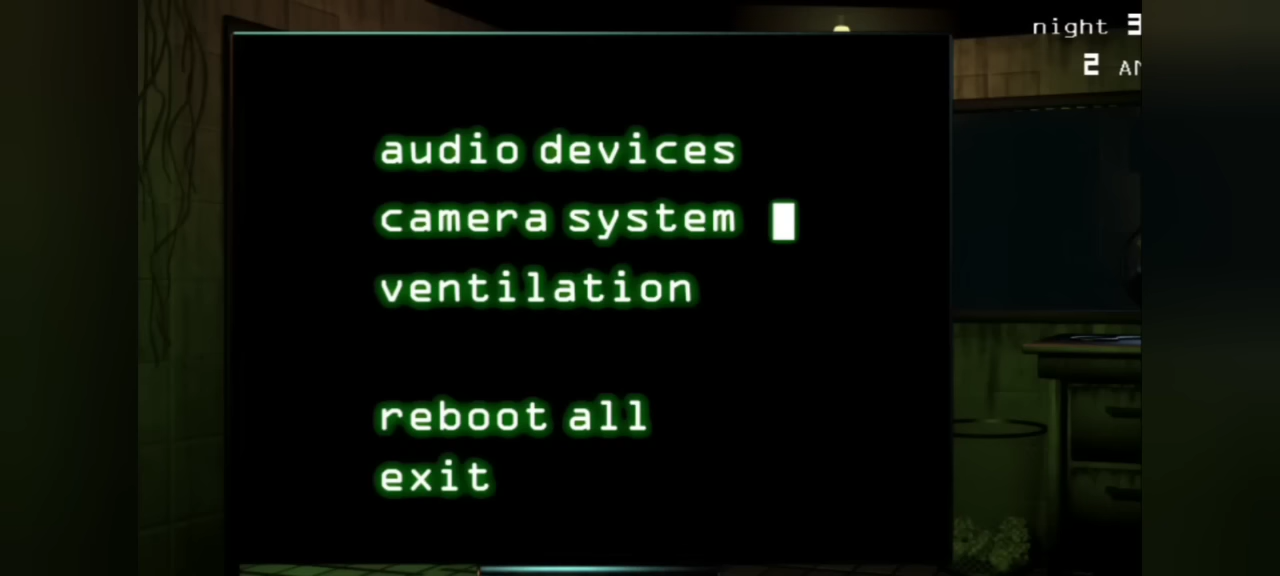 night 3
2 AM
audio devices
camera system
ventilation
reboot all
exit